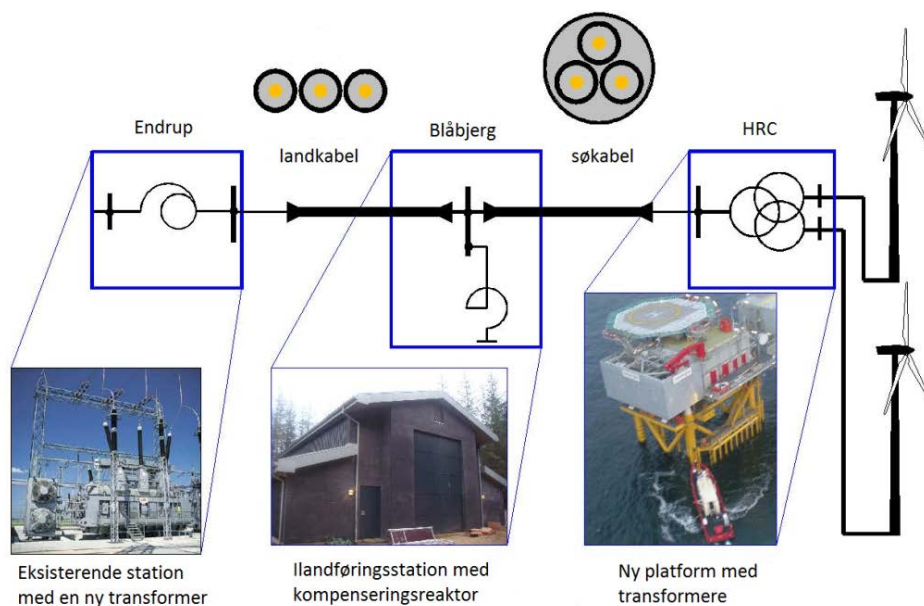 Endrup
landkabel
Blåbjerg
søkabel
HRC
Eksisterende station
med en ny transformer
Ilandføringsstation med
kompenseringsreaktor
Ny platform med
transformere